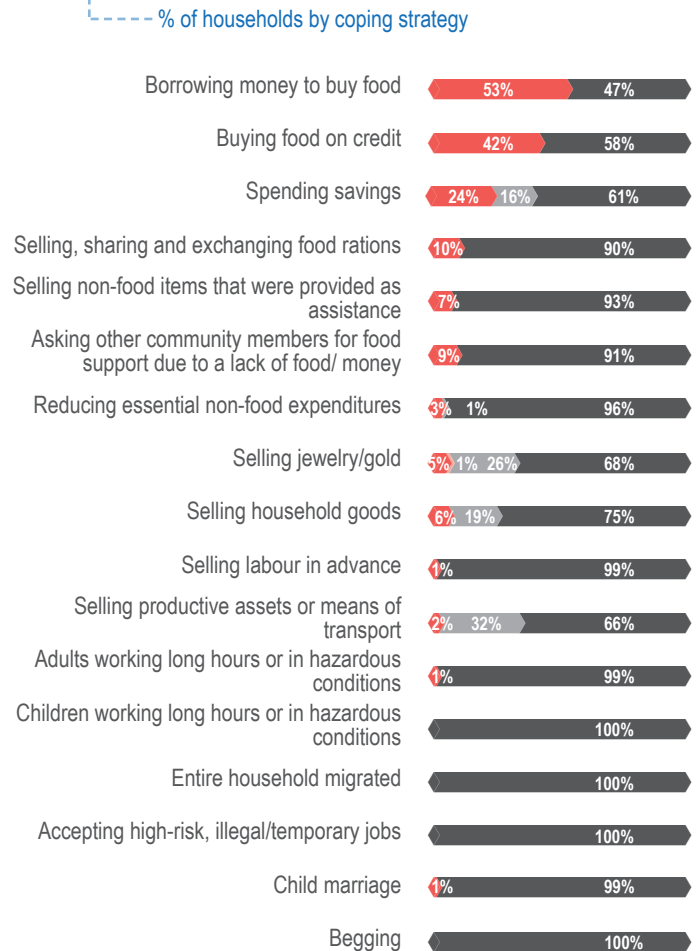 % of households by coping strategy
Borrowing money to buy food 53% 47%
Buying food on credit 42% 58%
Spending savings 24% 16% 61%
Selling, sharing and exchanging food rations 10% 90%
Selling non-food items that were provided as
assistance 7% 93%
Asking other community members for food
support due to a lack of food/ money 9% 91%
Reducing essential non-food expenditures 3% 1% 96%
Selling jewelry/gold 5% 1% 26% 68%
Selling household goods 6% 19% 75%
Selling labour in advance 1% 99%
Selling productive assets or means of
transport 2% 32% 66%
Adults working long hours or in hazardous
conditions 1% 99%
Children working long hours or in hazardous
conditions 100%
Entire household migrated 100%
Accepting high-risk, illegal/temporary jobs 100%
Child marriage 1% 99%
Begging 100%